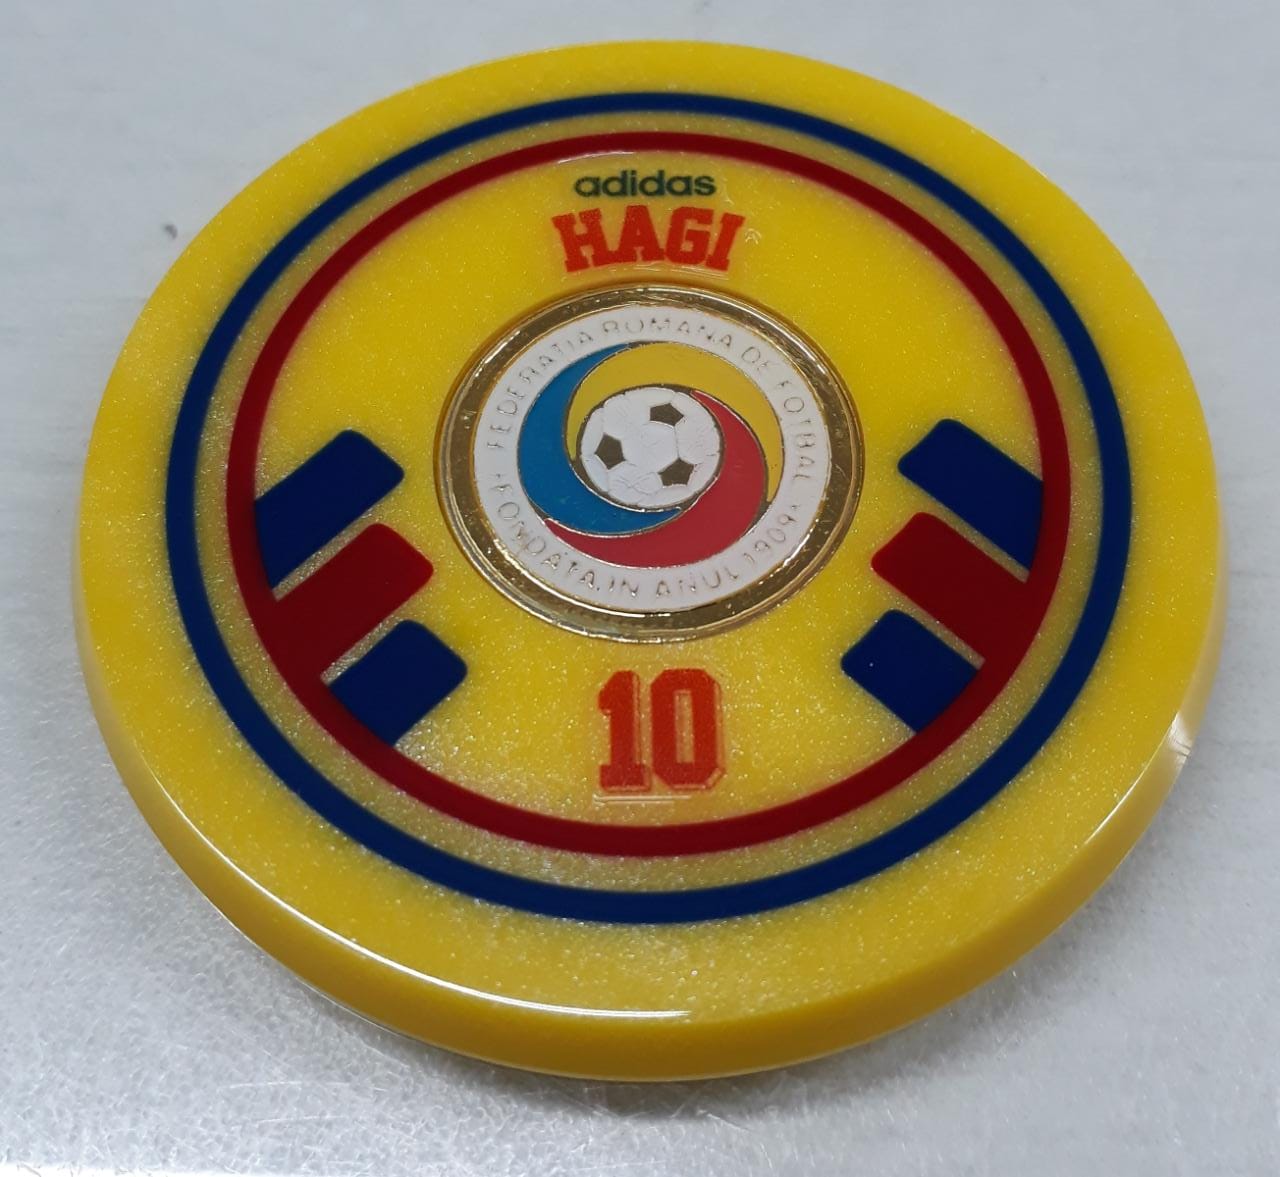 adidas
HAGI
FEDERATIA ROMANA DE FOTBAL
· FONDATA IN ANUL 1909 ·
10